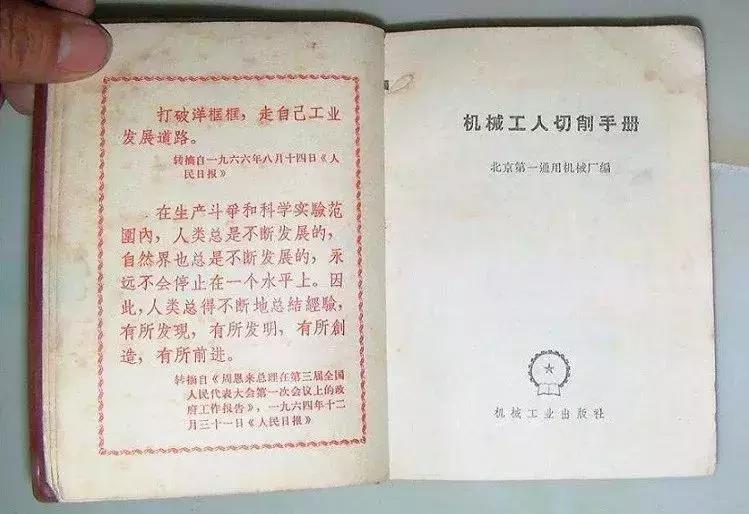 打破洋框框，走自己工业
发展道路。
转摘自一九六六年八月十四日《人
民日报》
在生产斗爭和科学实驗范
圍內，人类总是不断发展的，
自然界也总是不断发展的，永
远不会停止在一个水平上。因
此，人类总得不断地总结經驗，
有所发現，有所发明，有所創
造，有所前进。
转摘自《周恩来总理在第三届全国
人民代表大会第一次会议上的政
府工作报告》，一九六四年十二
月三十一日《人民日报》
机械工人切削手册
北京第一通用机械厂编
机械工业出版社